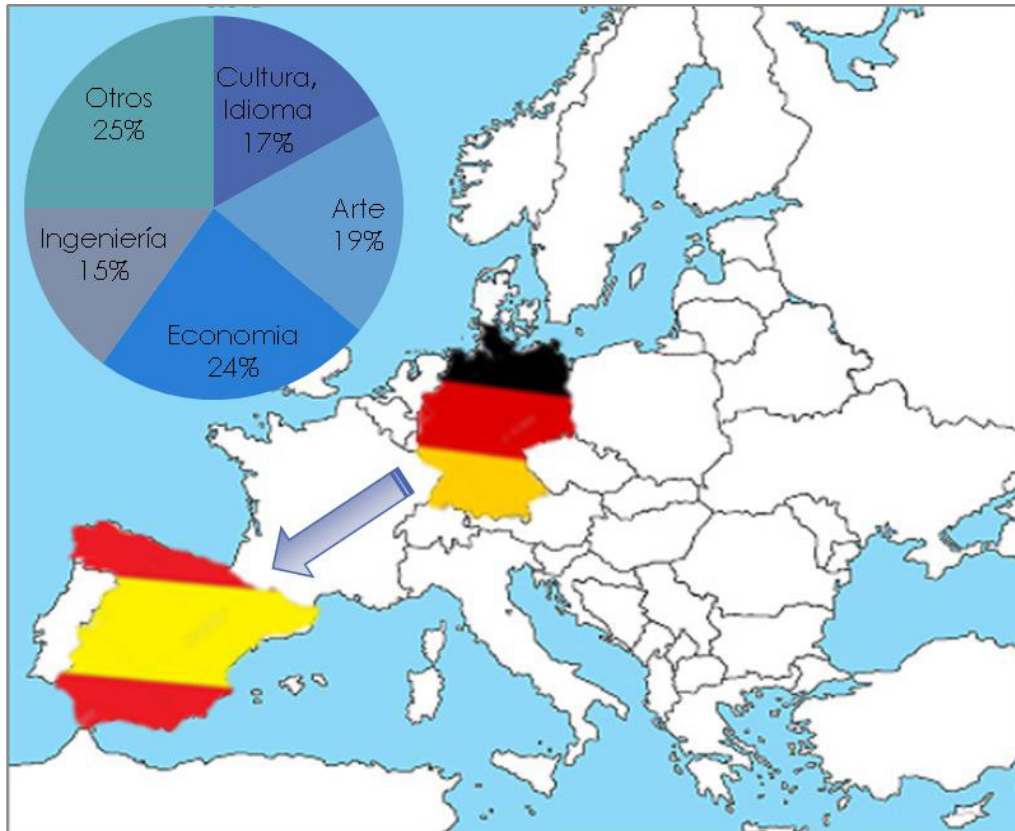 Cultura,
Idioma
17%
Arte
19%
Economia
24%
Ingeniería
15%
Otros
25%